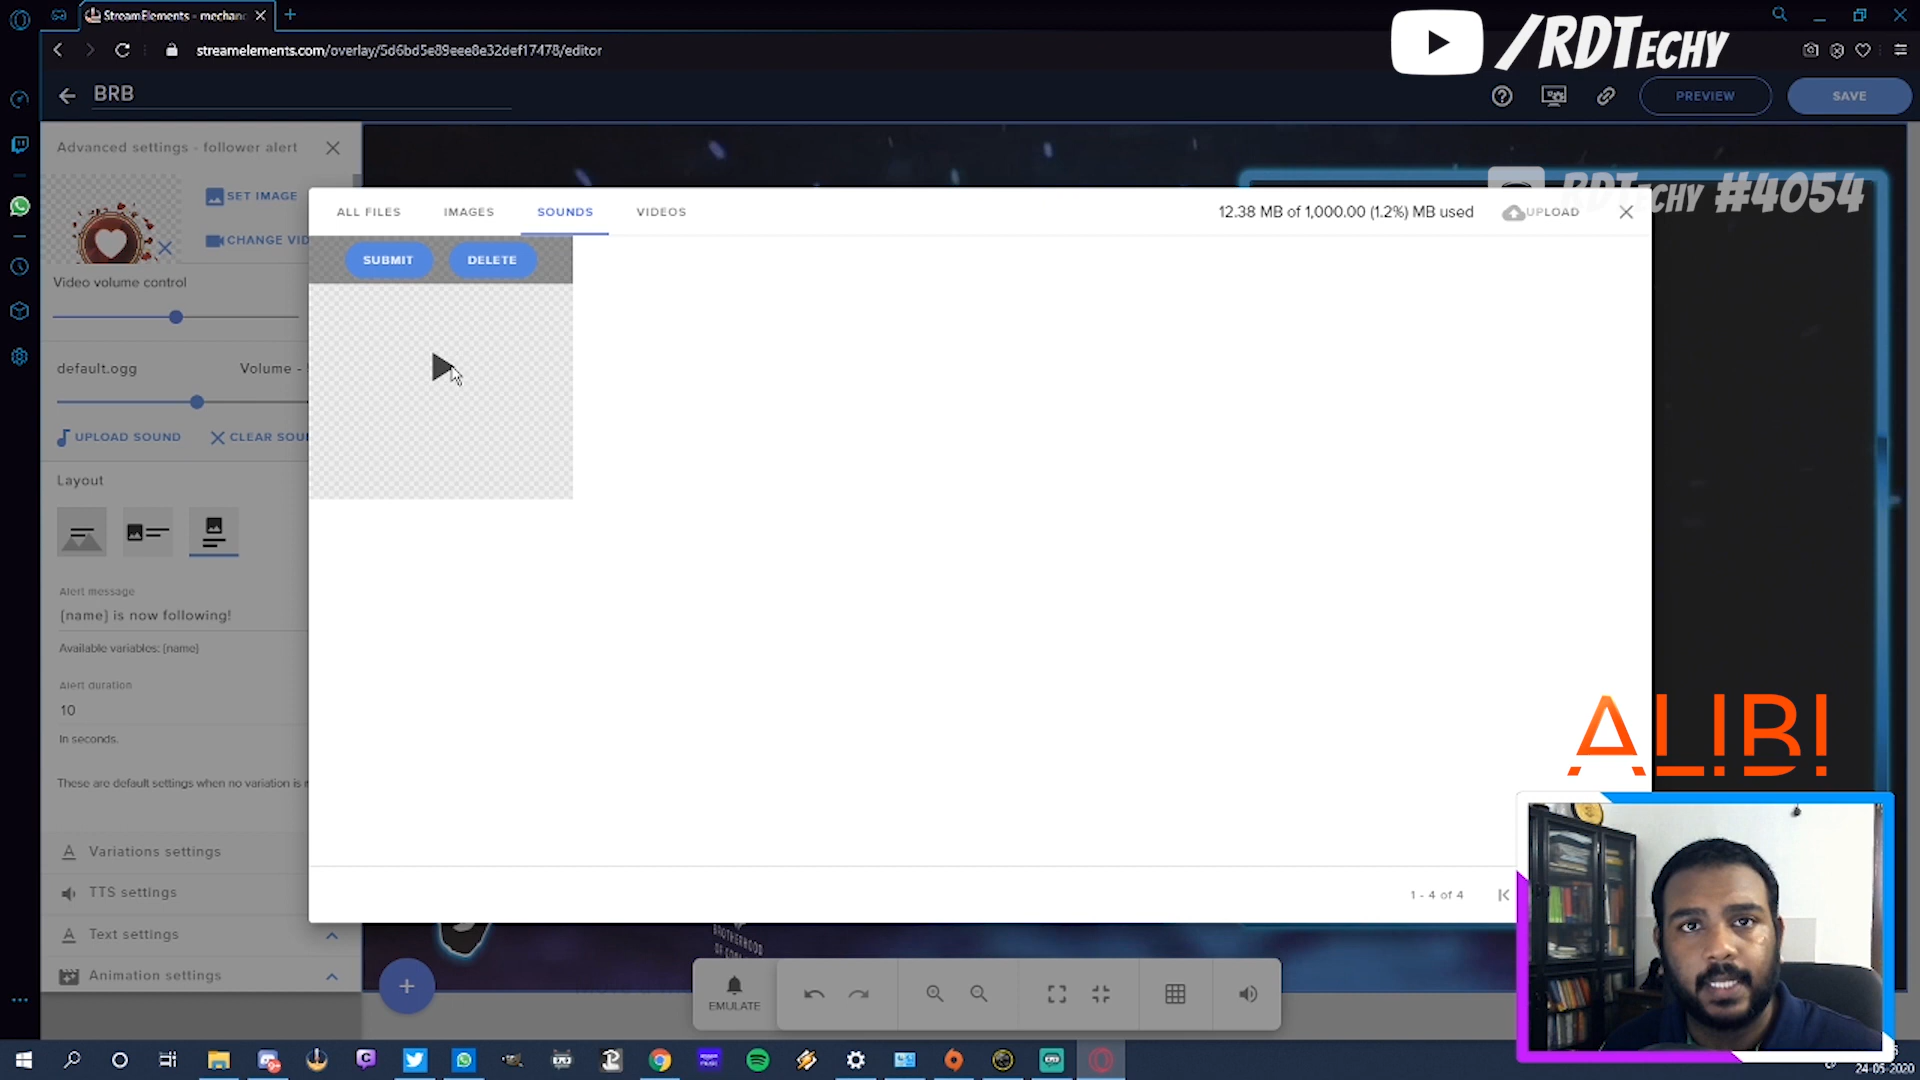 StreamElements - mechan
streamelements.com/overlay/5d6bd5e89eee8e32def17478/editor
/RDTechy
BRB
PREVIEW
SAVE
Advanced settings - follower alert
SET IMAGE
CHANGE VID
RDTechy #4054
ALL FILES
IMAGES
SOUNDS
VIDEOS
12.38 MB of 1,000.00 (1.2%) MB used
UPLOAD
SUBMIT
DELETE
Video volume control
default.ogg
Volume -
UPLOAD SOUND
CLEAR SOU
Layout
Alert message
{name} is now following!
Available variables: {name}
Alert duration
10
In seconds.
These are default settings when no variation is
ALIBI
Variations settings
TTS settings
Text settings
Animation settings
1 - 4 of 4
BROTHERHOOD
EMULATE
24-05-2020